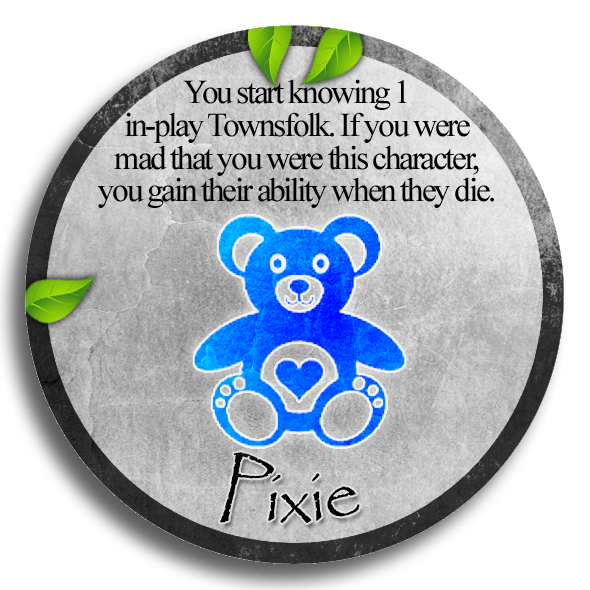 You start knowing 1
in-play Townsfolk. If you were
mad that you were this character,
you gain their ability when they die.
Pixie